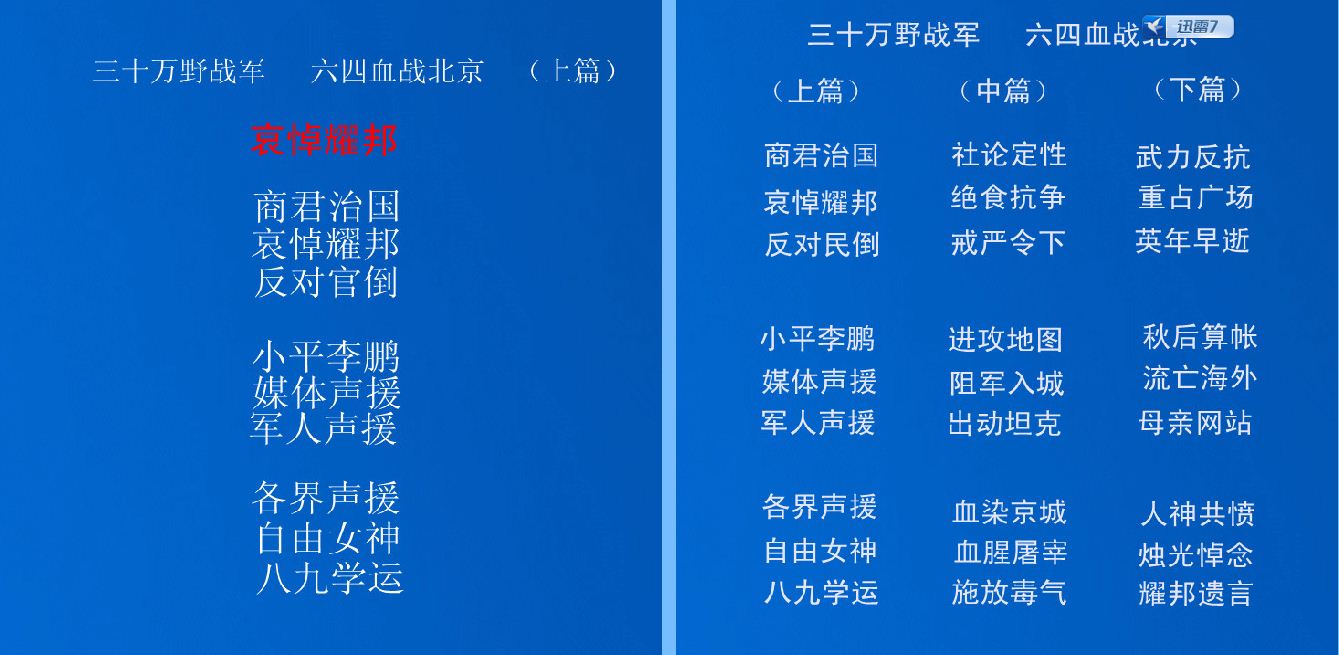 三十万野战军 六四血战北京 （上篇）
哀悼耀邦
商君治国
哀悼耀邦
反对官倒
小平李鹏
媒体声援
军人声援
各界声援
自由女神
八九学运
三十万野战军 六四血战北京
迅雷7
（上篇） （中篇） （下篇）
商君治国 社论定性 武力反抗
哀悼耀邦 绝食抗争 重占广场
反对民倒 戒严令下 英年早逝
小平李鹏 进攻地图 秋后算帐
媒体声援 阻军入城 流亡海外
军人声援 出动坦克 母亲网站
各界声援 血染京城 人神共愤
自由女神 血腥屠宰 烛光悼念
八九学运 施放毒气 耀邦遗言